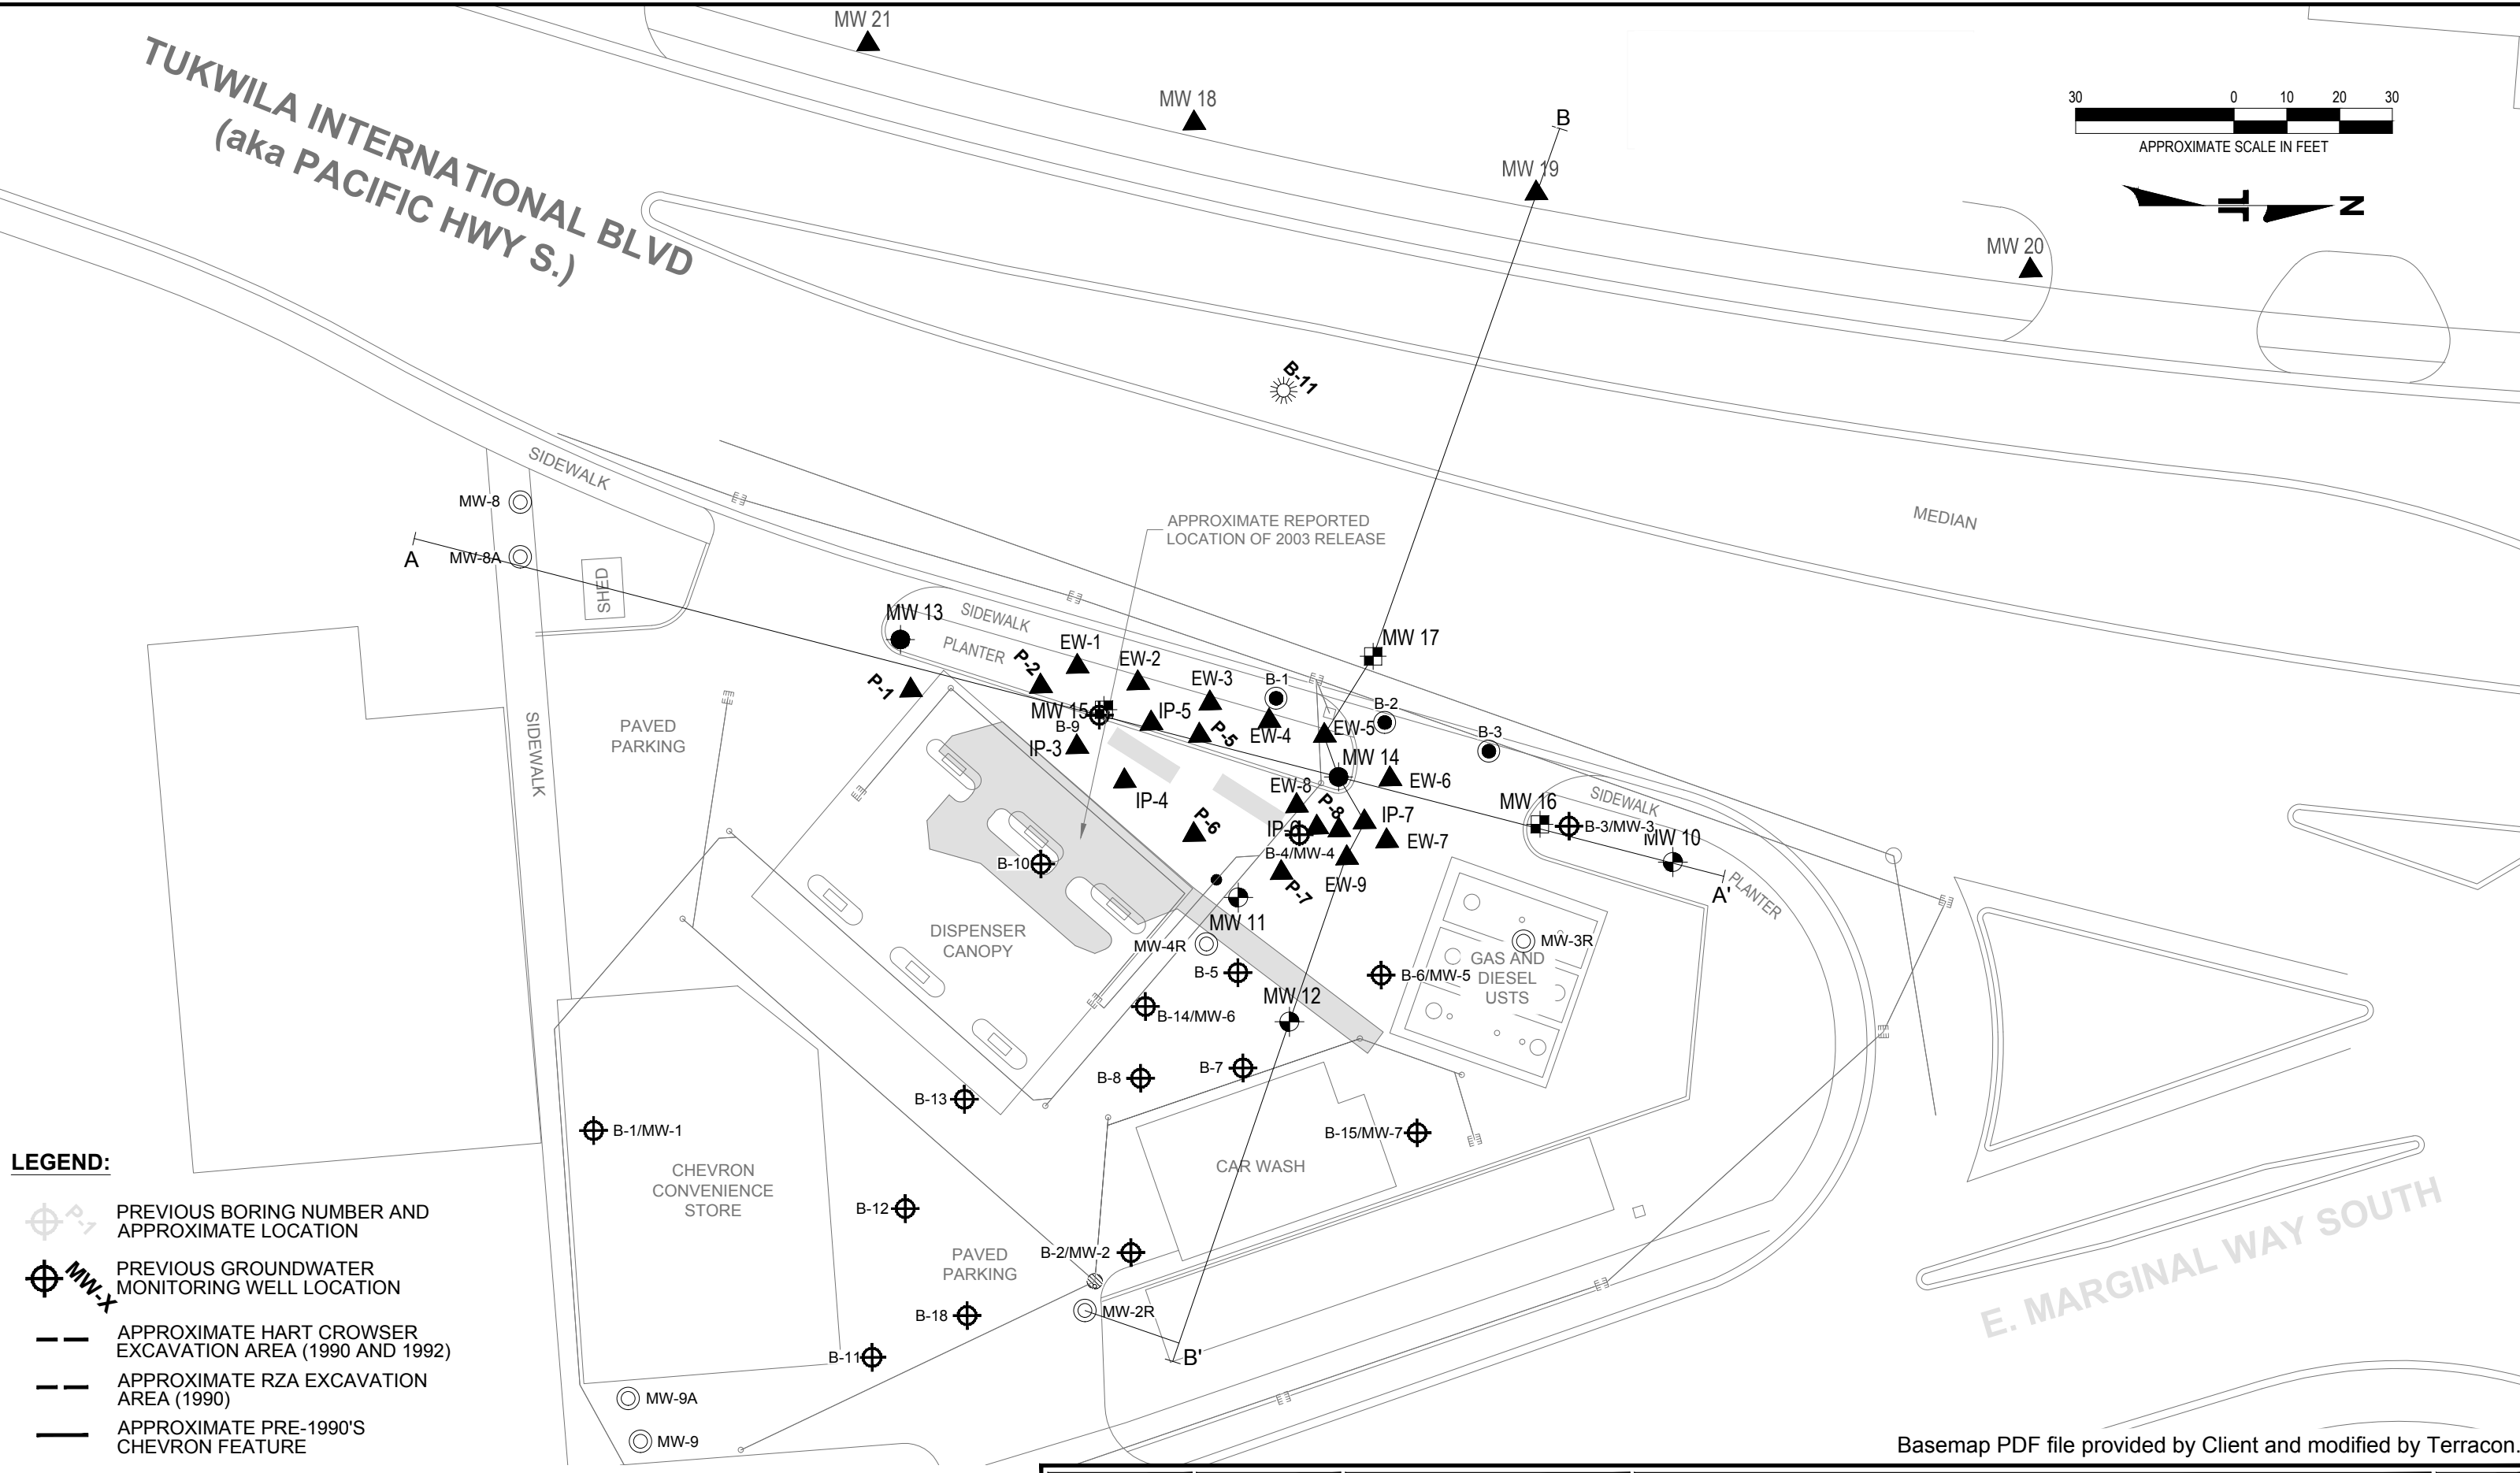 MW 21
TUKWILA INTERNATIONAL BLVD
(aka PACIFIC HWY S.)
MW 18
B
MW 19
30 0 10 20 30
APPROXIMATE SCALE IN FEET
N
MW 20
B-11
SIDEWALK
MW-8
A
MW-8A
SHED
APPROXIMATE REPORTED
LOCATION OF 2003 RELEASE
MEDIAN
MW 13
SIDEWALK
PLANTER
EW-1
EW-2
EW-3
B-1
MW 17
P-1
P-2
B-2
B-3
MW 15
B-9
IP-5
P-5
EW-4
EW-5
IP-3
IP-4
MW 14
EW-6
EW-8
P-8
P-6
IP-6
IP-7
EW-7
B-4/MW-4
P-7
EW-9
MW 16
SIDEWALK
B-3/MW-3
MW 10
A'
PLANTER
PAVED
PARKING
SIDEWALK
B-10
DISPENSER
CANOPY
MW 11
MW-4R
B-5
MW-3R
B-6/MW-5
GAS AND
DIESEL
USTS
MW 12
B-14/MW-6
B-7
B-8
B-13
B-1/MW-1
B-15/MW-7
CAR WASH
CHEVRON
CONVENIENCE
STORE
B-12
PAVED
PARKING
B-2/MW-2
MW-2R
B-18
B-11
B'
MW-9A
MW-9
E. MARGINAL WAY SOUTH
LEGEND:
P-1
PREVIOUS BORING NUMBER AND
APPROXIMATE LOCATION
MW-X
PREVIOUS GROUNDWATER
MONITORING WELL LOCATION
APPROXIMATE HART CROWSER
EXCAVATION AREA (1990 AND 1992)
APPROXIMATE RZA EXCAVATION
AREA (1990)
APPROXIMATE PRE-1990'S
CHEVRON FEATURE
Basemap PDF file provided by Client and modified by Terracon.